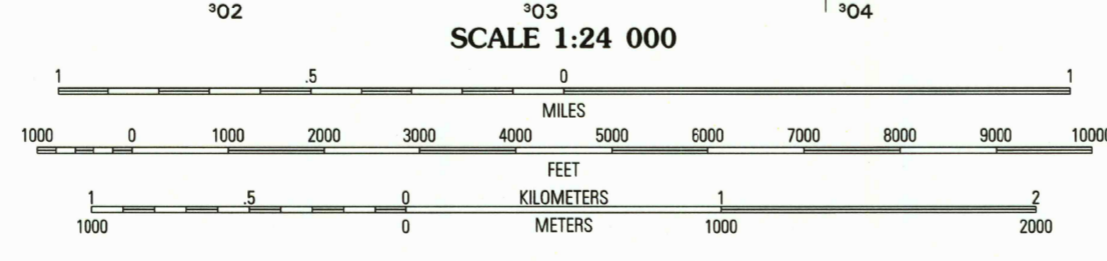 ³02 ³03 ³04
SCALE 1:24 000
1 .5 0 1
MILES
1000 0 1000 2000 3000 4000 5000 6000 7000 8000 9000 10000
FEET
1 .5 0 KILOMETERS 1 2
1000 0 METERS 1000 2000